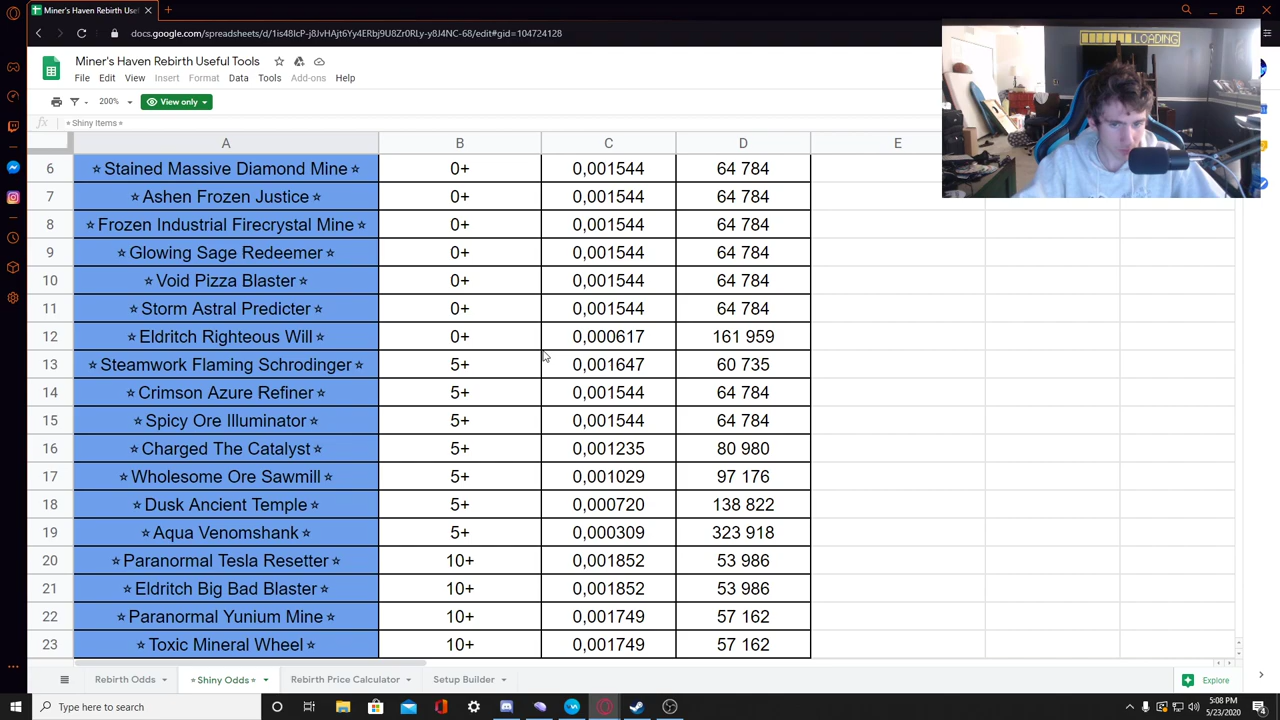 Miner's Haven Rebirth Usef
docs.google.com/spreadsheets/d/1is48IcP-j8JvHAjt6Yy4ERbj9U8Zr0RLy-y8J4NC-68/edit#gid=104724128
LOADING
Miner's Haven Rebirth Useful Tools
File Edit View Insert Format Data Tools Add-ons Help
200% View only
fx ⭐Shiny Items⭐
A B C D E
6 ⭐Stained Massive Diamond Mine⭐ 0+ 0,001544 64 784
7 ⭐Ashen Frozen Justice⭐ 0+ 0,001544 64 784
8 ⭐Frozen Industrial Firecrystal Mine⭐ 0+ 0,001544 64 784
9 ⭐Glowing Sage Redeemer⭐ 0+ 0,001544 64 784
10 ⭐Void Pizza Blaster⭐ 0+ 0,001544 64 784
11 ⭐Storm Astral Predicter⭐ 0+ 0,001544 64 784
12 ⭐Eldritch Righteous Will⭐ 0+ 0,000617 161 959
13 ⭐Steamwork Flaming Schrodinger⭐ 5+ 0,001647 60 735
14 ⭐Crimson Azure Refiner⭐ 5+ 0,001544 64 784
15 ⭐Spicy Ore Illuminator⭐ 5+ 0,001544 64 784
16 ⭐Charged The Catalyst⭐ 5+ 0,001235 80 980
17 ⭐Wholesome Ore Sawmill⭐ 5+ 0,001029 97 176
18 ⭐Dusk Ancient Temple⭐ 5+ 0,000720 138 822
19 ⭐Aqua Venomshank⭐ 5+ 0,000309 323 918
20 ⭐Paranormal Tesla Resetter⭐ 10+ 0,001852 53 986
21 ⭐Eldritch Big Bad Blaster⭐ 10+ 0,001852 53 986
22 ⭐Paranormal Yunium Mine⭐ 10+ 0,001749 57 162
23 ⭐Toxic Mineral Wheel⭐ 10+ 0,001749 57 162
Rebirth Odds ⭐Shiny Odds⭐ Rebirth Price Calculator Setup Builder Explore
Type here to search
5:08 PM
5/23/2020